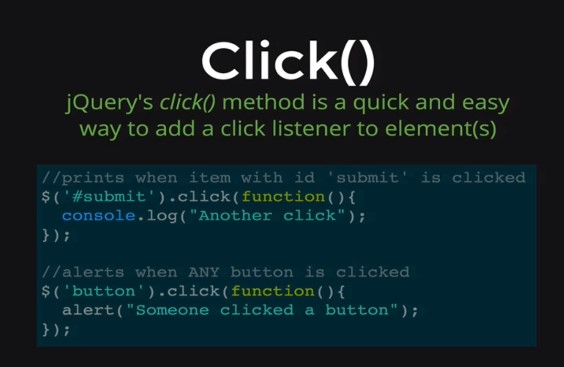 Click()
jQuery's click() method is a quick and easy
way to add a click listener to element(s)
//prints when item with id 'submit' is clicked
$('#submit').click(function(){
  console.log("Another click");
});
//alerts when ANY button is clicked
$('button').click(function(){
  alert("Someone clicked a button");
});